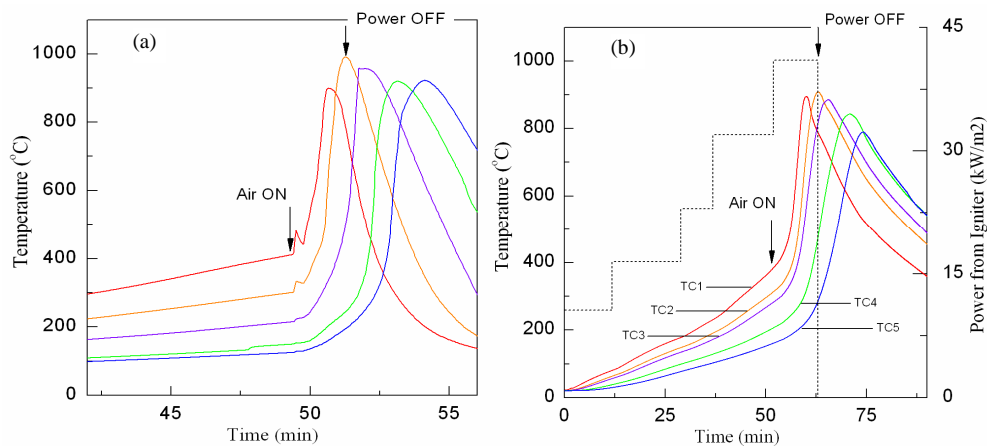 Power OFF
(a)
1000
800
600
400
200
0
Temperature (°C)
Air ON
45
50
55
Time (min)
Power OFF
(b)
1000
800
600
400
200
0
Temperature (°C)
Air ON
TC1
TC2
TC3
TC4
TC5
45
30
15
0
Power from Igniter (kW/m2)
0
25
50
75
Time (min)